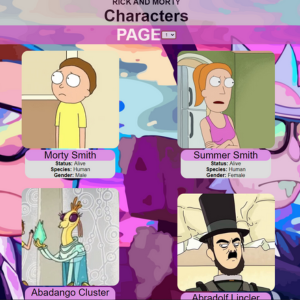 RICK AND MORTY
Characters
PAGE
Morty Smith
Status: Alive
Species: Human
Gender: Male
Summer Smith
Status: Alive
Species: Human
Gender: Female
Abadango Cluster
Abradolf Lincler